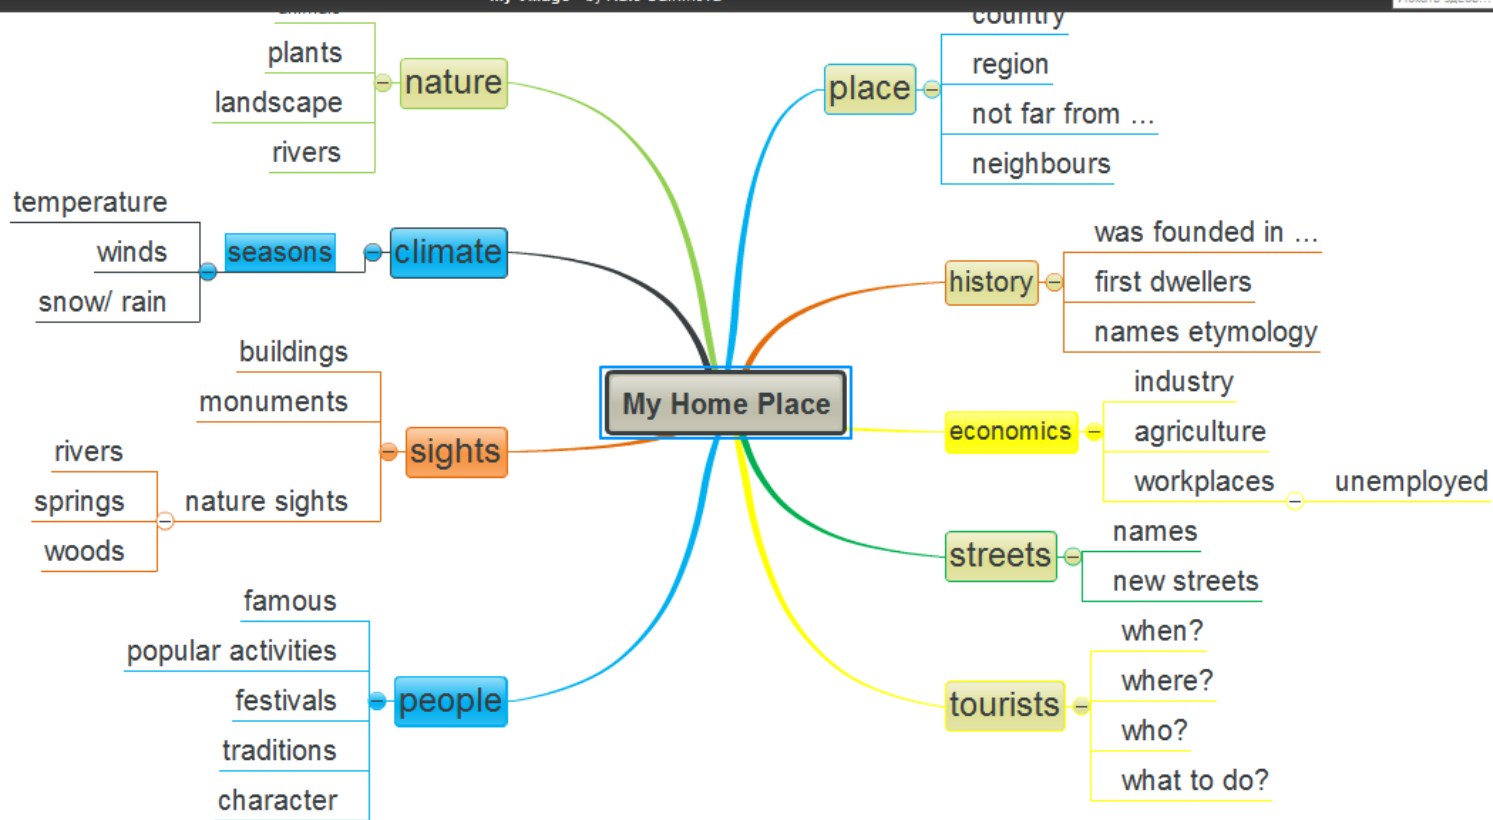 country
plants
nature
place
region
landscape
not far from ...
rivers
neighbours
temperature
winds
seasons
climate
snow/ rain
was founded in ...
history
first dwellers
names etymology
buildings
monuments
sights
rivers
springs
nature sights
woods
My Home Place
industry
economics
agriculture
workplaces
unemployed
streets
names
new streets
famous
popular activities
people
festivals
traditions
character
tourists
when?
where?
who?
what to do?